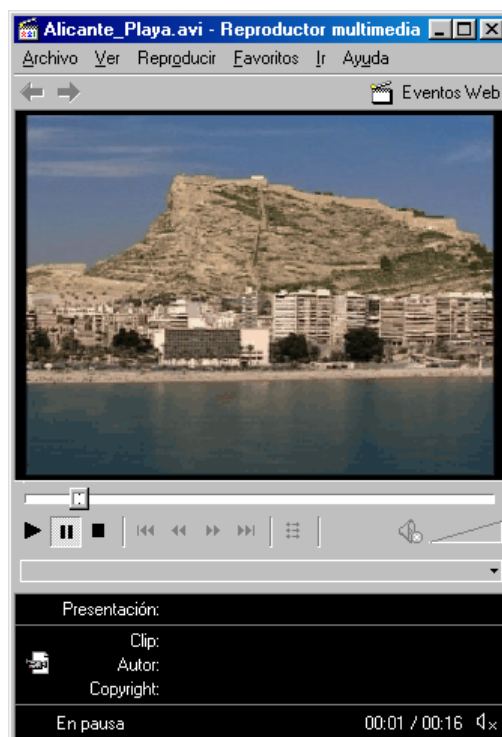 Alicante_Playa.avi - Reproductor multimedia
Archivo Ver Reproducir Favoritos Ir Ayuda
Eventos Web
Presentación:
Clip:
Autor:
Copyright:
En pausa 00:01 / 00:16